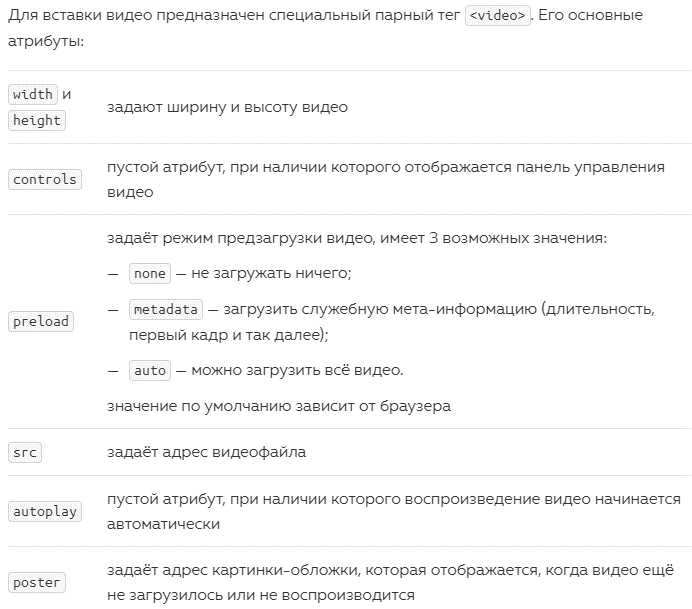 Для вставки видео предназначен специальный парный тег <video>. Его основные
атрибуты:
width и
height
задают ширину и высоту видео
controls
пустой атрибут, при наличии которого отображается панель управления
видео
preload
задаёт режим предзагрузки видео, имеет 3 возможных значения:
— none — не загружать ничего;
— metadata — загрузить служебную мета-информацию (длительность,
первый кадр и так далее);
— auto — можно загрузить всё видео.
значение по умолчанию зависит от браузера
src
задаёт адрес видеофайла
autoplay
пустой атрибут, при наличии которого воспроизведение видео начинается
автоматически
poster
задаёт адрес картинки-обложки, которая отображается, когда видео ещё
не загрузилось или не воспроизводится